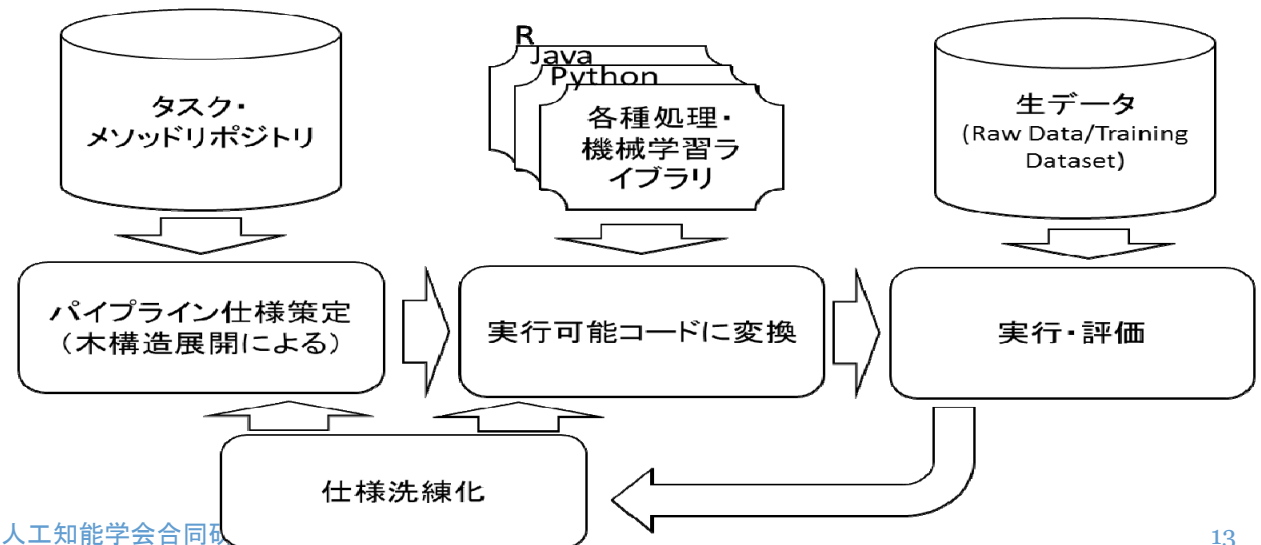 タスク・
メソッドリポジトリ
R
Java
Python
各種処理・
機械学習ラ
イブラリ
生データ
(Raw Data/Training
Dataset)
パイプライン仕様策定
(木構造展開による)
実行可能コードに変換
実行・評価
仕様洗練化
人工知能学会合同
13